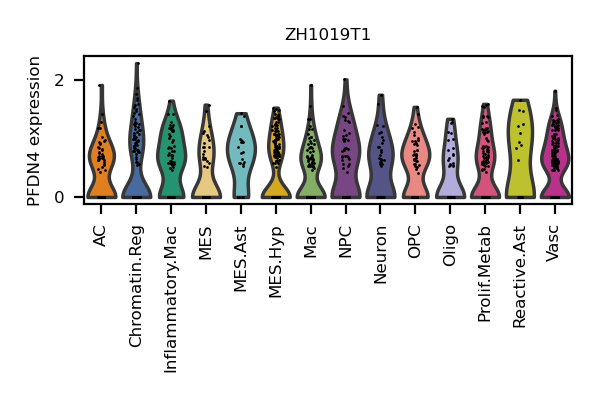 ZH1019T1
PFDN4 expression
2
0
AC
Chromatin.Reg
Inflammatory.Mac
MES
MES.Ast
MES.Hyp
Mac
NPC
Neuron
OPC
Oligo
Prolif.Metab
Reactive.Ast
Vasc